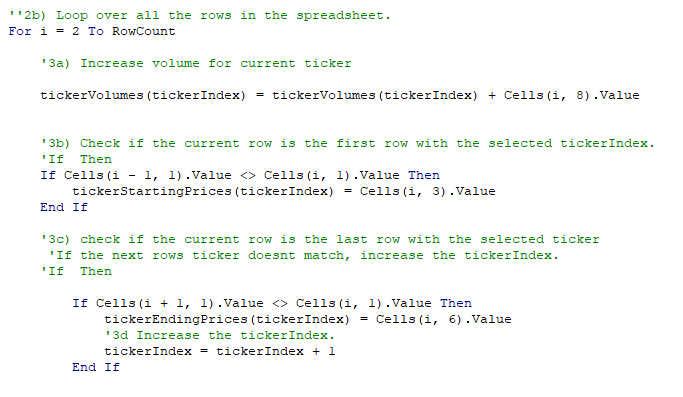 ''2b) Loop over all the rows in the spreadsheet.
For i = 2 To RowCount
'3a) Increase volume for current ticker
tickerVolumes(tickerIndex) = tickerVolumes(tickerIndex) + Cells(i, 8).Value
'3b) Check if the current row is the first row with the selected tickerIndex.
'If  Then
If Cells(i - 1, 1).Value <> Cells(i, 1).Value Then
tickerStartingPrices(tickerIndex) = Cells(i, 3).Value
End If
'3c) check if the current row is the last row with the selected ticker
'If the next rows ticker doesnt match, increase the tickerIndex.
'If  Then
If Cells(i + 1, 1).Value <> Cells(i, 1).Value Then
tickerEndingPrices(tickerIndex) = Cells(i, 6).Value
'3d Increase the tickerIndex.
tickerIndex = tickerIndex + 1
End If